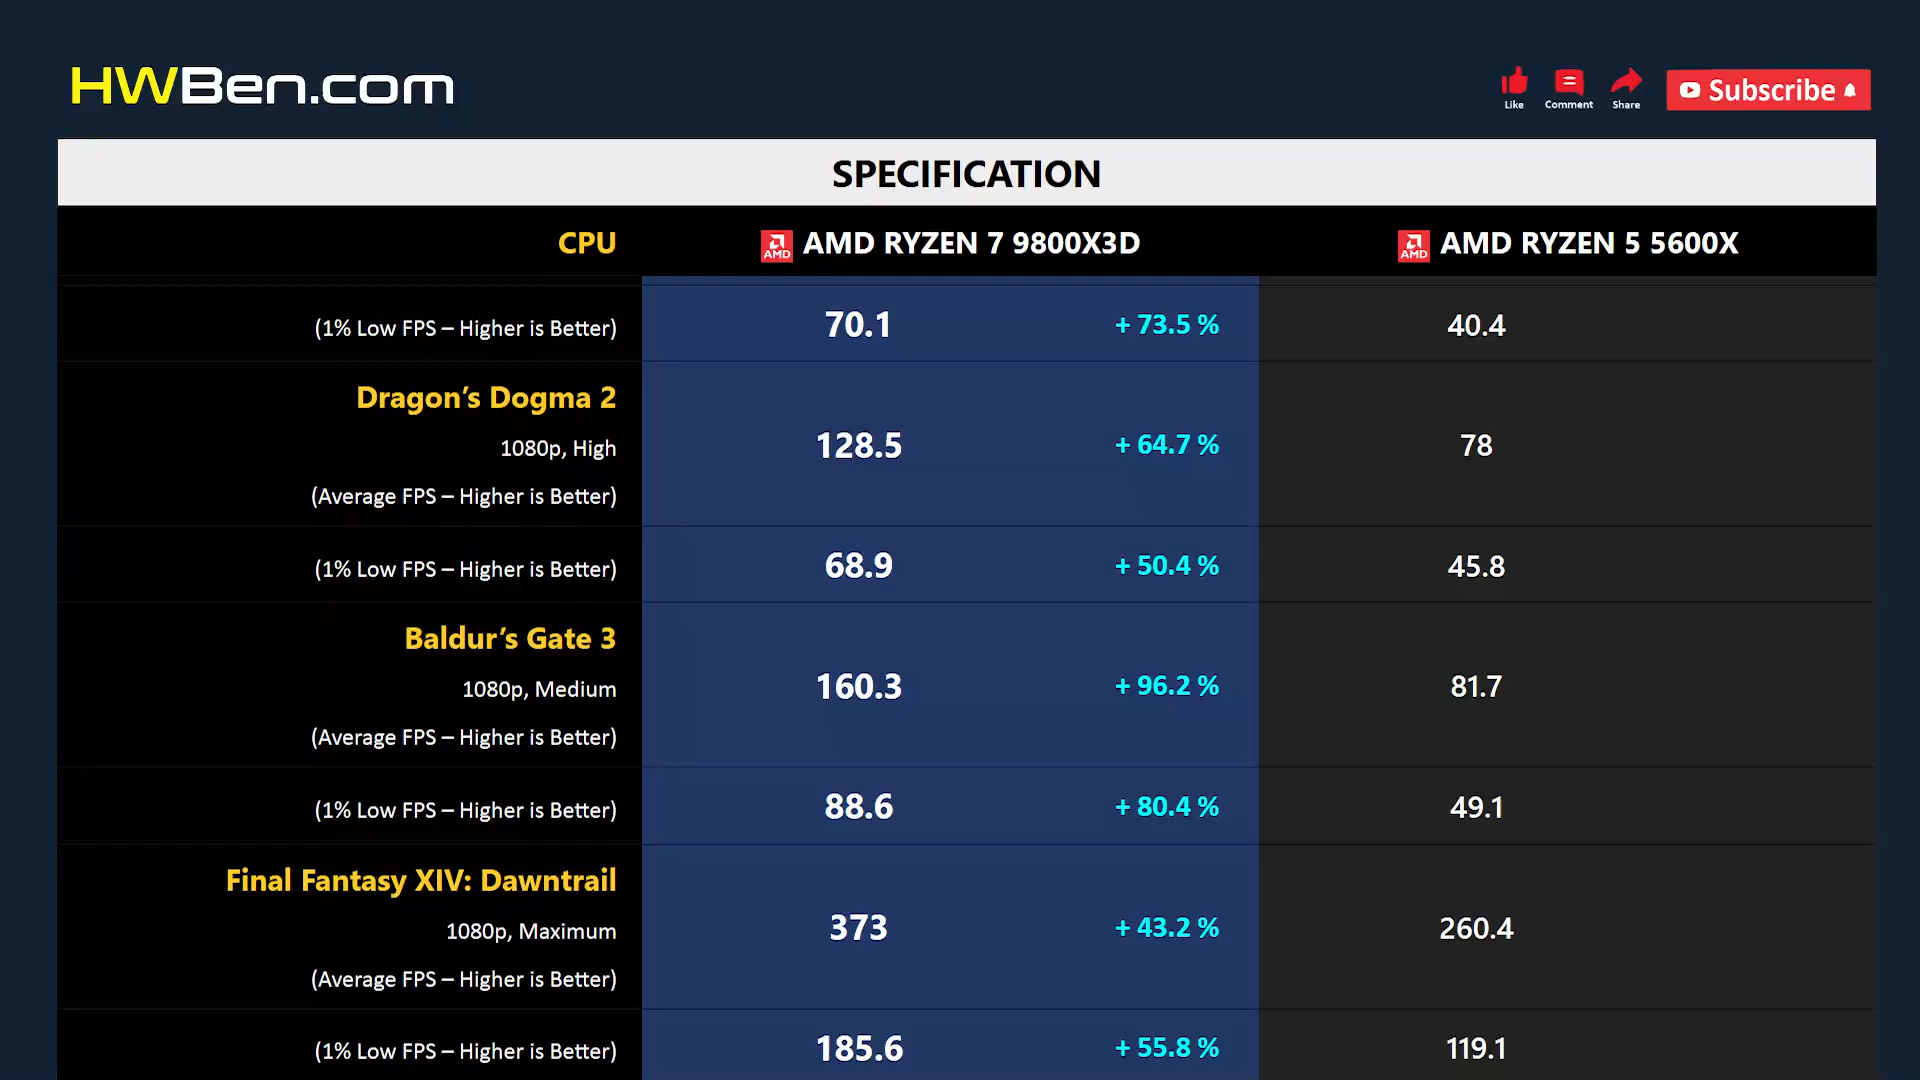 HWBen.com
Like
Comment
Share
Subscribe
SPECIFICATION
CPU
AMD AMD RYZEN 7 9800X3D
AMD AMD RYZEN 5 5600X
(1% Low FPS – Higher is Better)
70.1
+ 73.5 %
40.4
Dragon’s Dogma 2
1080p, High
(Average FPS – Higher is Better)
128.5
+ 64.7 %
78
(1% Low FPS – Higher is Better)
68.9
+ 50.4 %
45.8
Baldur’s Gate 3
1080p, Medium
(Average FPS – Higher is Better)
160.3
+ 96.2 %
81.7
(1% Low FPS – Higher is Better)
88.6
+ 80.4 %
49.1
Final Fantasy XIV: Dawntrail
1080p, Maximum
(Average FPS – Higher is Better)
373
+ 43.2 %
260.4
(1% Low FPS – Higher is Better)
185.6
+ 55.8 %
119.1